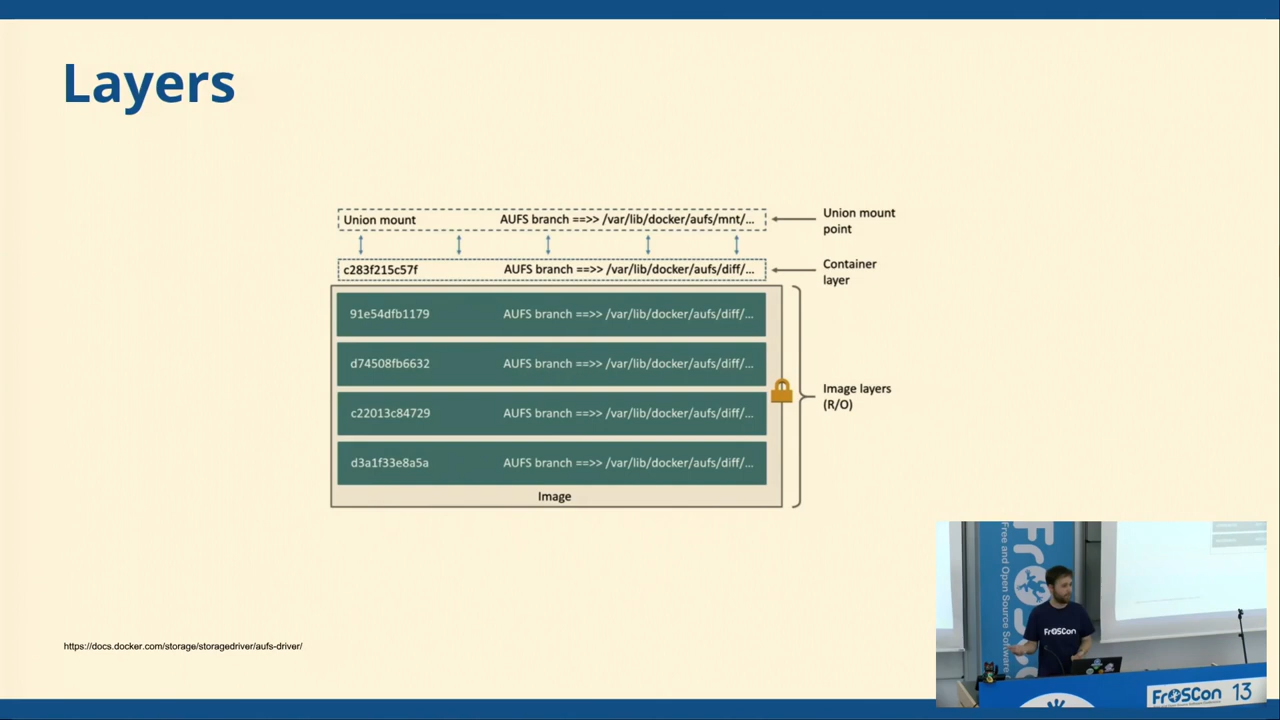 Layers
Union mount AUFS branch ==>> /var/lib/docker/aufs/mnt/...
Union mount
point
c283f215c57f AUFS branch ==>> /var/lib/docker/aufs/diff/...
Container
layer
91e54dfb1179 AUFS branch ==>> /var/lib/docker/aufs/diff/...
d74508fb6632 AUFS branch ==>> /var/lib/docker/aufs/diff/...
Image layers
(R/O)
c22013c84729 AUFS branch ==>> /var/lib/docker/aufs/diff/...
d3a1f33e8a5a AUFS branch ==>> /var/lib/docker/aufs/diff/...
Image
https://docs.docker.com/storage/storagedriver/aufs-driver/
Free and Open Source Software
FrOSCon
FrOSCon 13